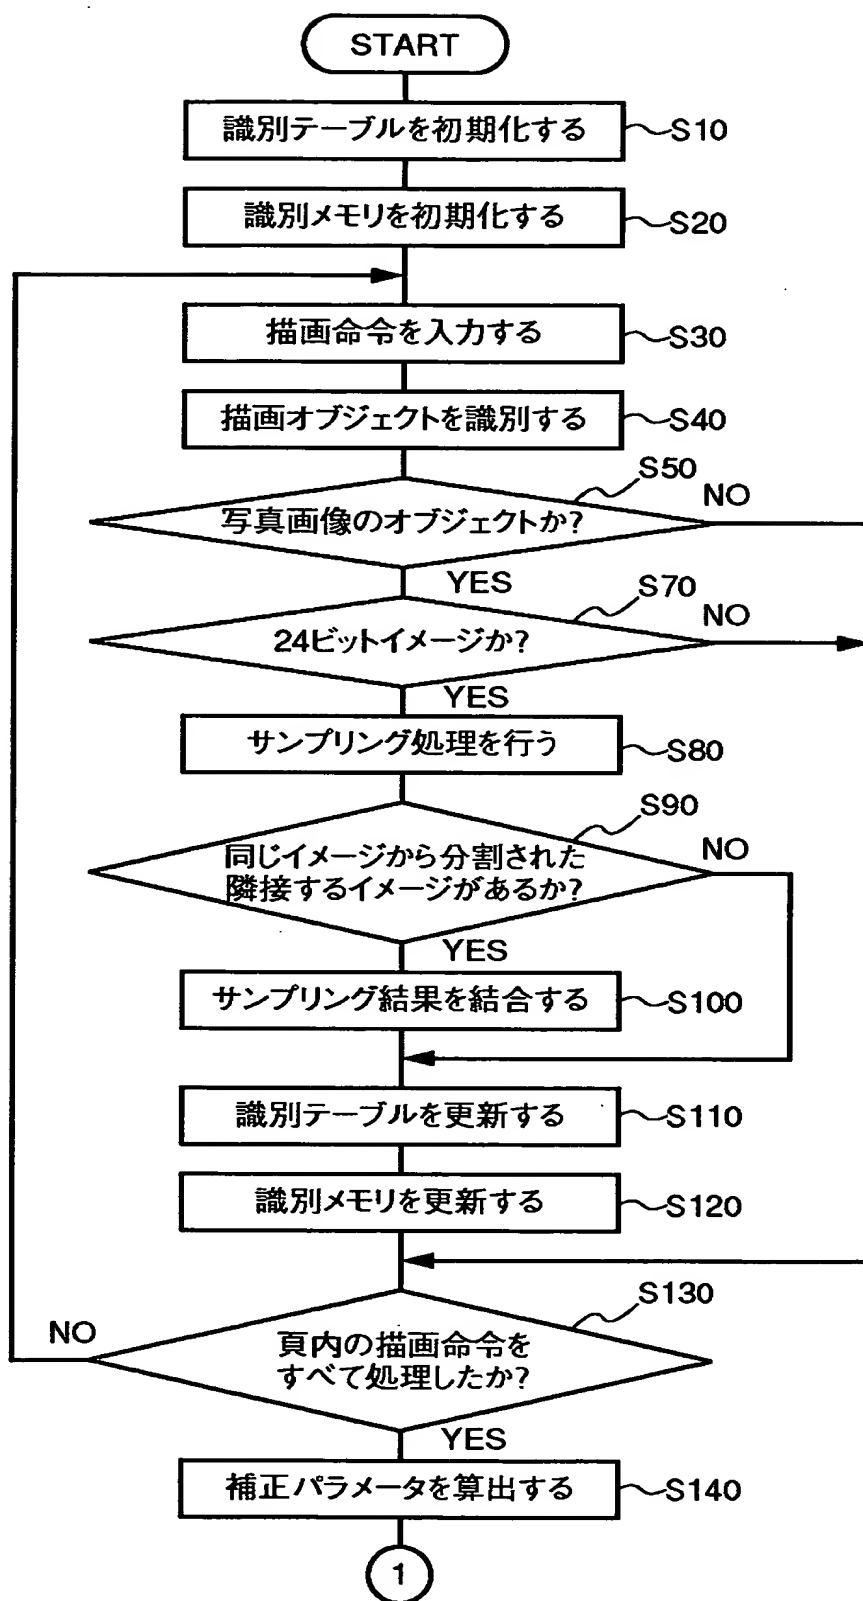 START
識別テーブルを初期化する
S10
識別メモリを初期化する
S20
描画命令を入力する
S30
描画オブジェクトを識別する
S40
S50
写真画像のオブジェクトか?
NO
YES
S70
24ビットイメージか?
NO
YES
サンプリング処理を行う
S80
S90
同じイメージから分割された
隣接するイメージがあるか?
NO
YES
サンプリング結果を結合する
S100
識別テーブルを更新する
S110
識別メモリを更新する
S120
S130
NO
頁内の描画命令を
すべて処理したか?
YES
補正パラメータを算出する
S140
1